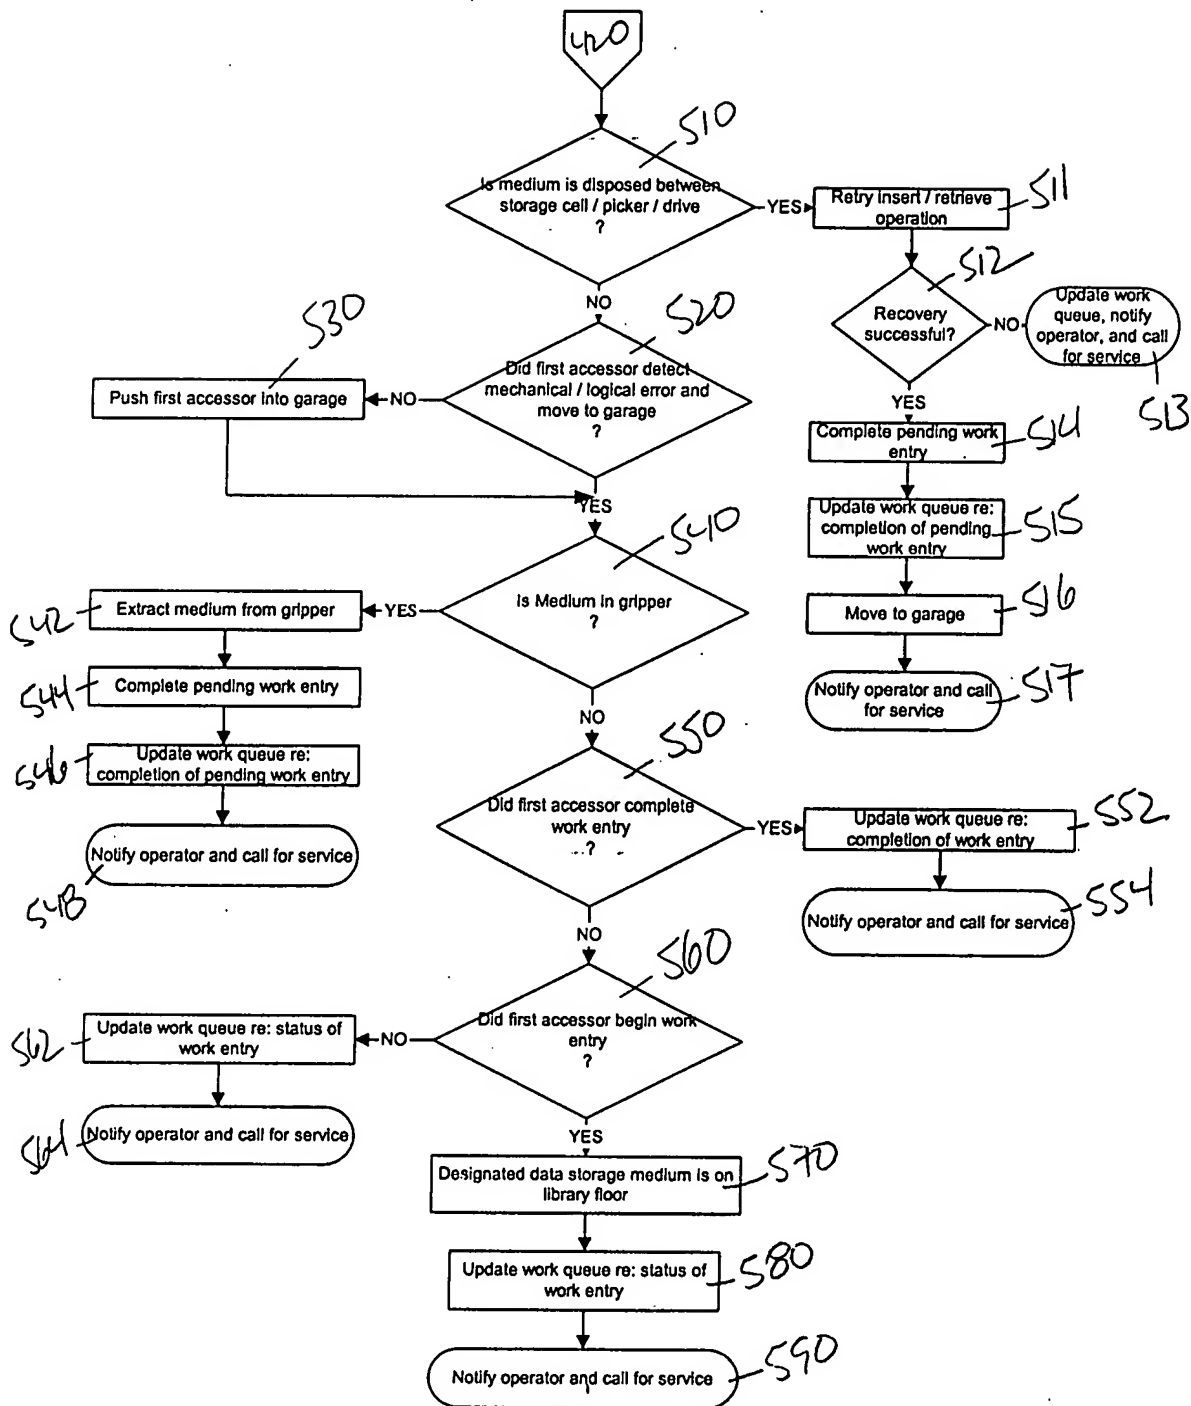 420
510
Is medium is disposed between
storage cell / picker / drive
?
YES
Retry insert / retrieve
operation
511
NO
512
Recovery
successful?
NO
Update work
queue, notify
operator, and call
for service
513
530
520
Did first accessor detect
mechanical / logical error and
move to garage
?
NO
Push first accessor into garage
YES
YES
Complete pending work
entry
514
Update work queue re:
completion of pending
work entry
515
Move to garage
516
Notify operator and call
for service
517
540
Is Medium in gripper
?
YES
Extract medium from gripper
542
Complete pending work entry
544
Update work queue re:
completion of pending work entry
546
Notify operator and call for service
548
NO
550
Did first accessor complete
work entry
?
YES
Update work queue re:
completion of work entry
552
Notify operator and call for service
554
NO
560
Did first accessor begin work
entry
?
NO
Update work queue re: status of
work entry
562
Notify operator and call for service
564
YES
Designated data storage medium is on
library floor
570
Update work queue re: status of
work entry
580
Notify operator and call for service
590